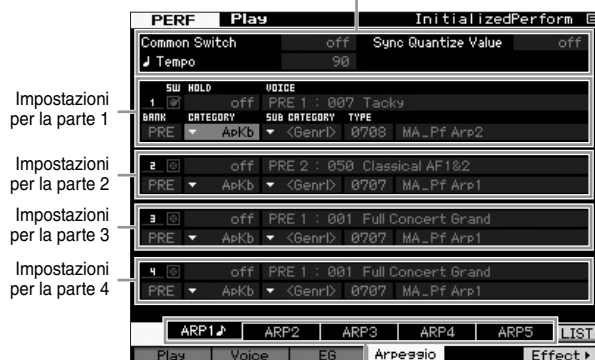 PERF Play InitializedPerform
Common Switch off Sync Quantize Value off
♩ Tempo 90
Impostazioni per la parte 1
SW HOLD VOICE
1 off PRE 1 : 007 Tacky
BANK CATEGORY SUB CATEGORY TYPE
PRE ApKb <Genrl> 0708 MA_Pf Arp2
Impostazioni per la parte 2
2 off PRE 2 : 050 Classical AF1&2
PRE ApKb <Genrl> 0707 MA_Pf Arp1
Impostazioni per la parte 3
3 off PRE 1 : 001 Full Concert Grand
PRE ApKb <Genrl> 0707 MA_Pf Arp1
Impostazioni per la parte 4
4 off PRE 1 : 001 Full Concert Grand
PRE ApKb <Genrl> 0707 MA_Pf Arp1
ARP1♪ ARP2 ARP3 ARP4 ARP5 LIST
Play Voice EG Arpeggio Effect